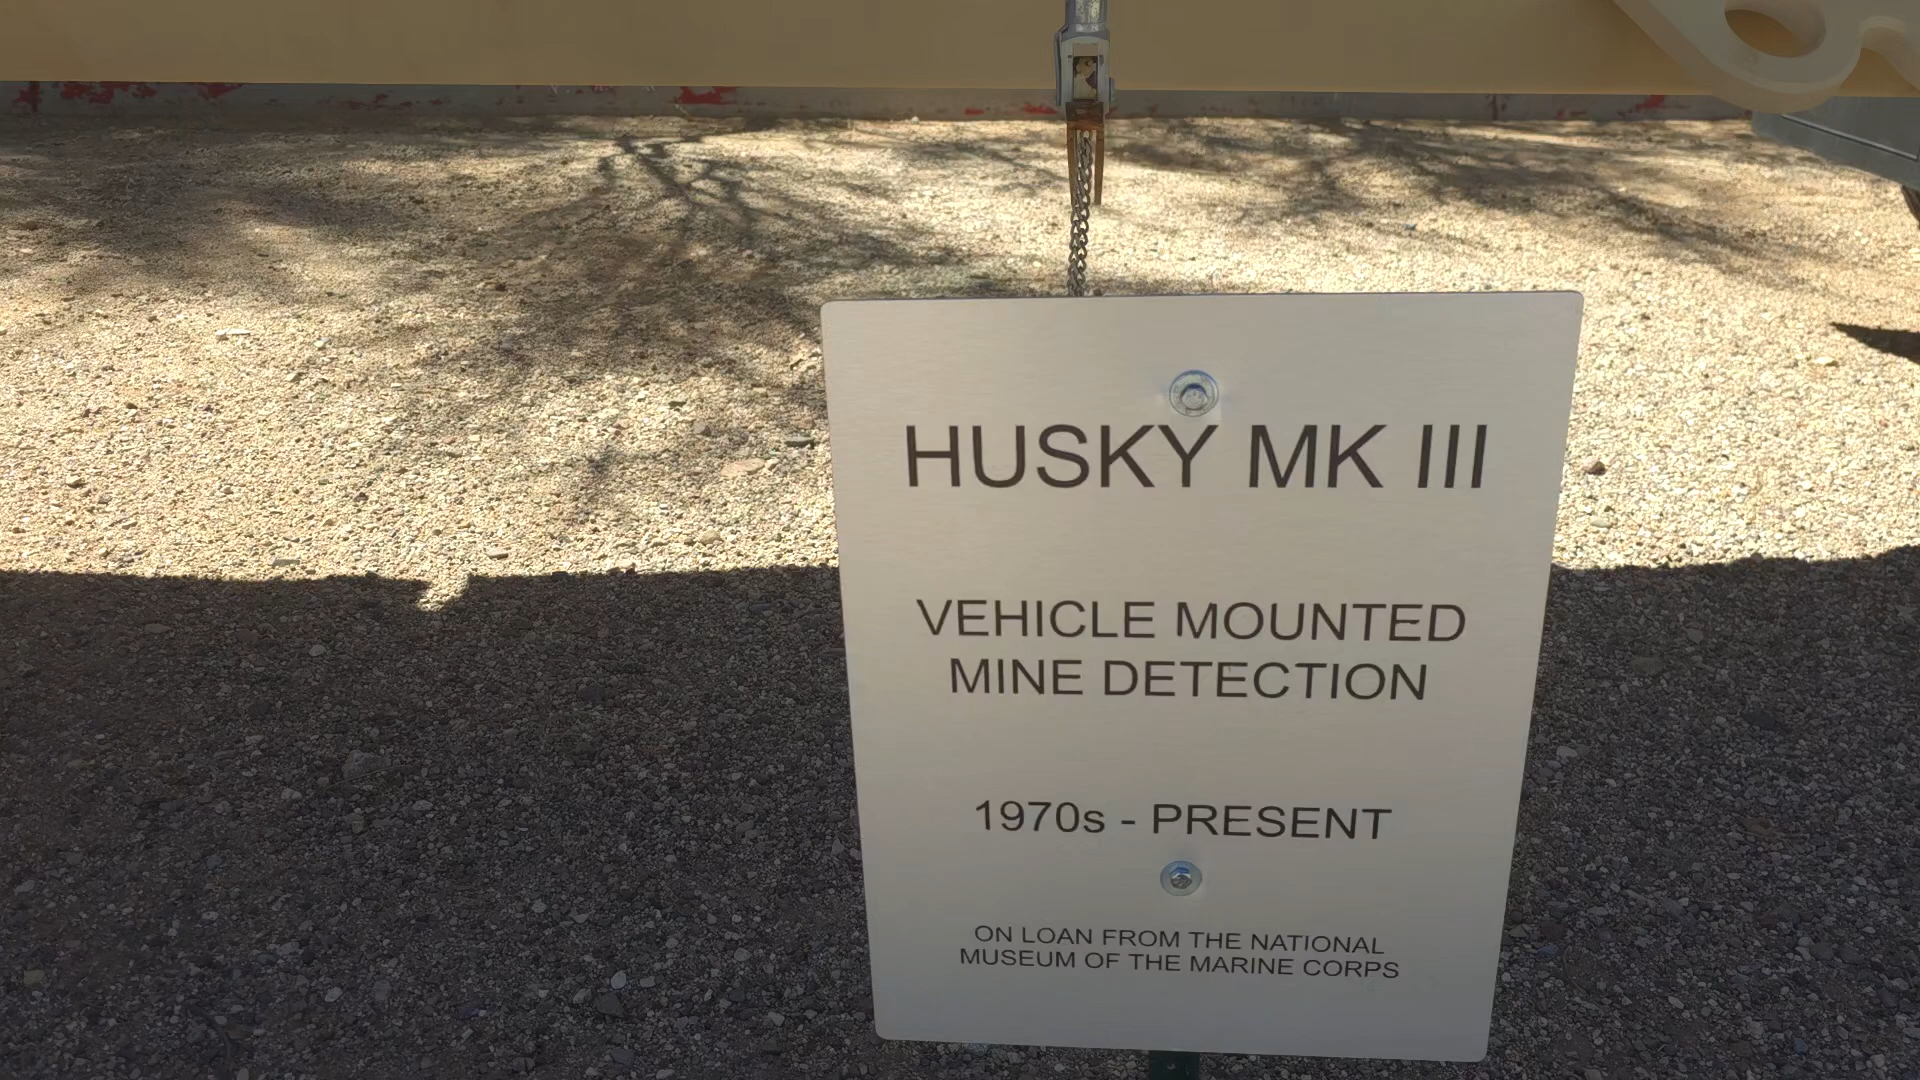 HUSKY MK III
VEHICLE MOUNTED
MINE DETECTION
1970s - PRESENT
ON LOAN FROM THE NATIONAL
MUSEUM OF THE MARINE CORPS